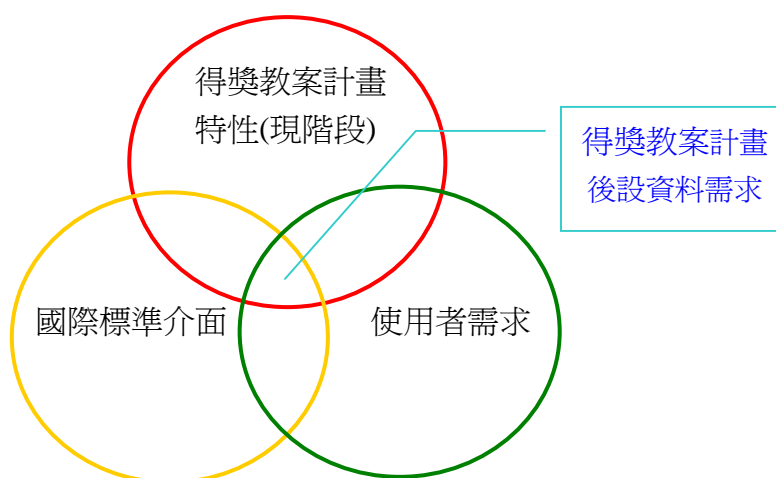 得獎教案計畫
特性(現階段)
得獎教案計畫
後設資料需求
國際標準介面
使用者需求